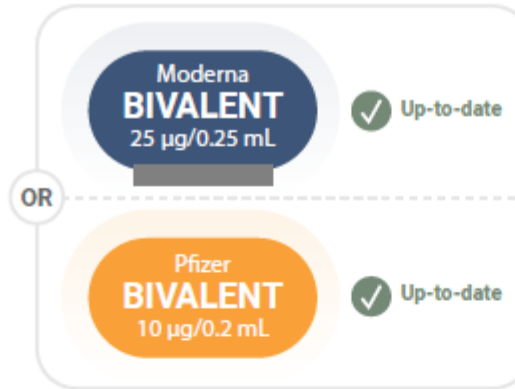 Moderna
BIVALENT
25 µg/0.25 mL
Up-to-date
OR
Pfizer
BIVALENT
10 µg/0.2 mL
Up-to-date